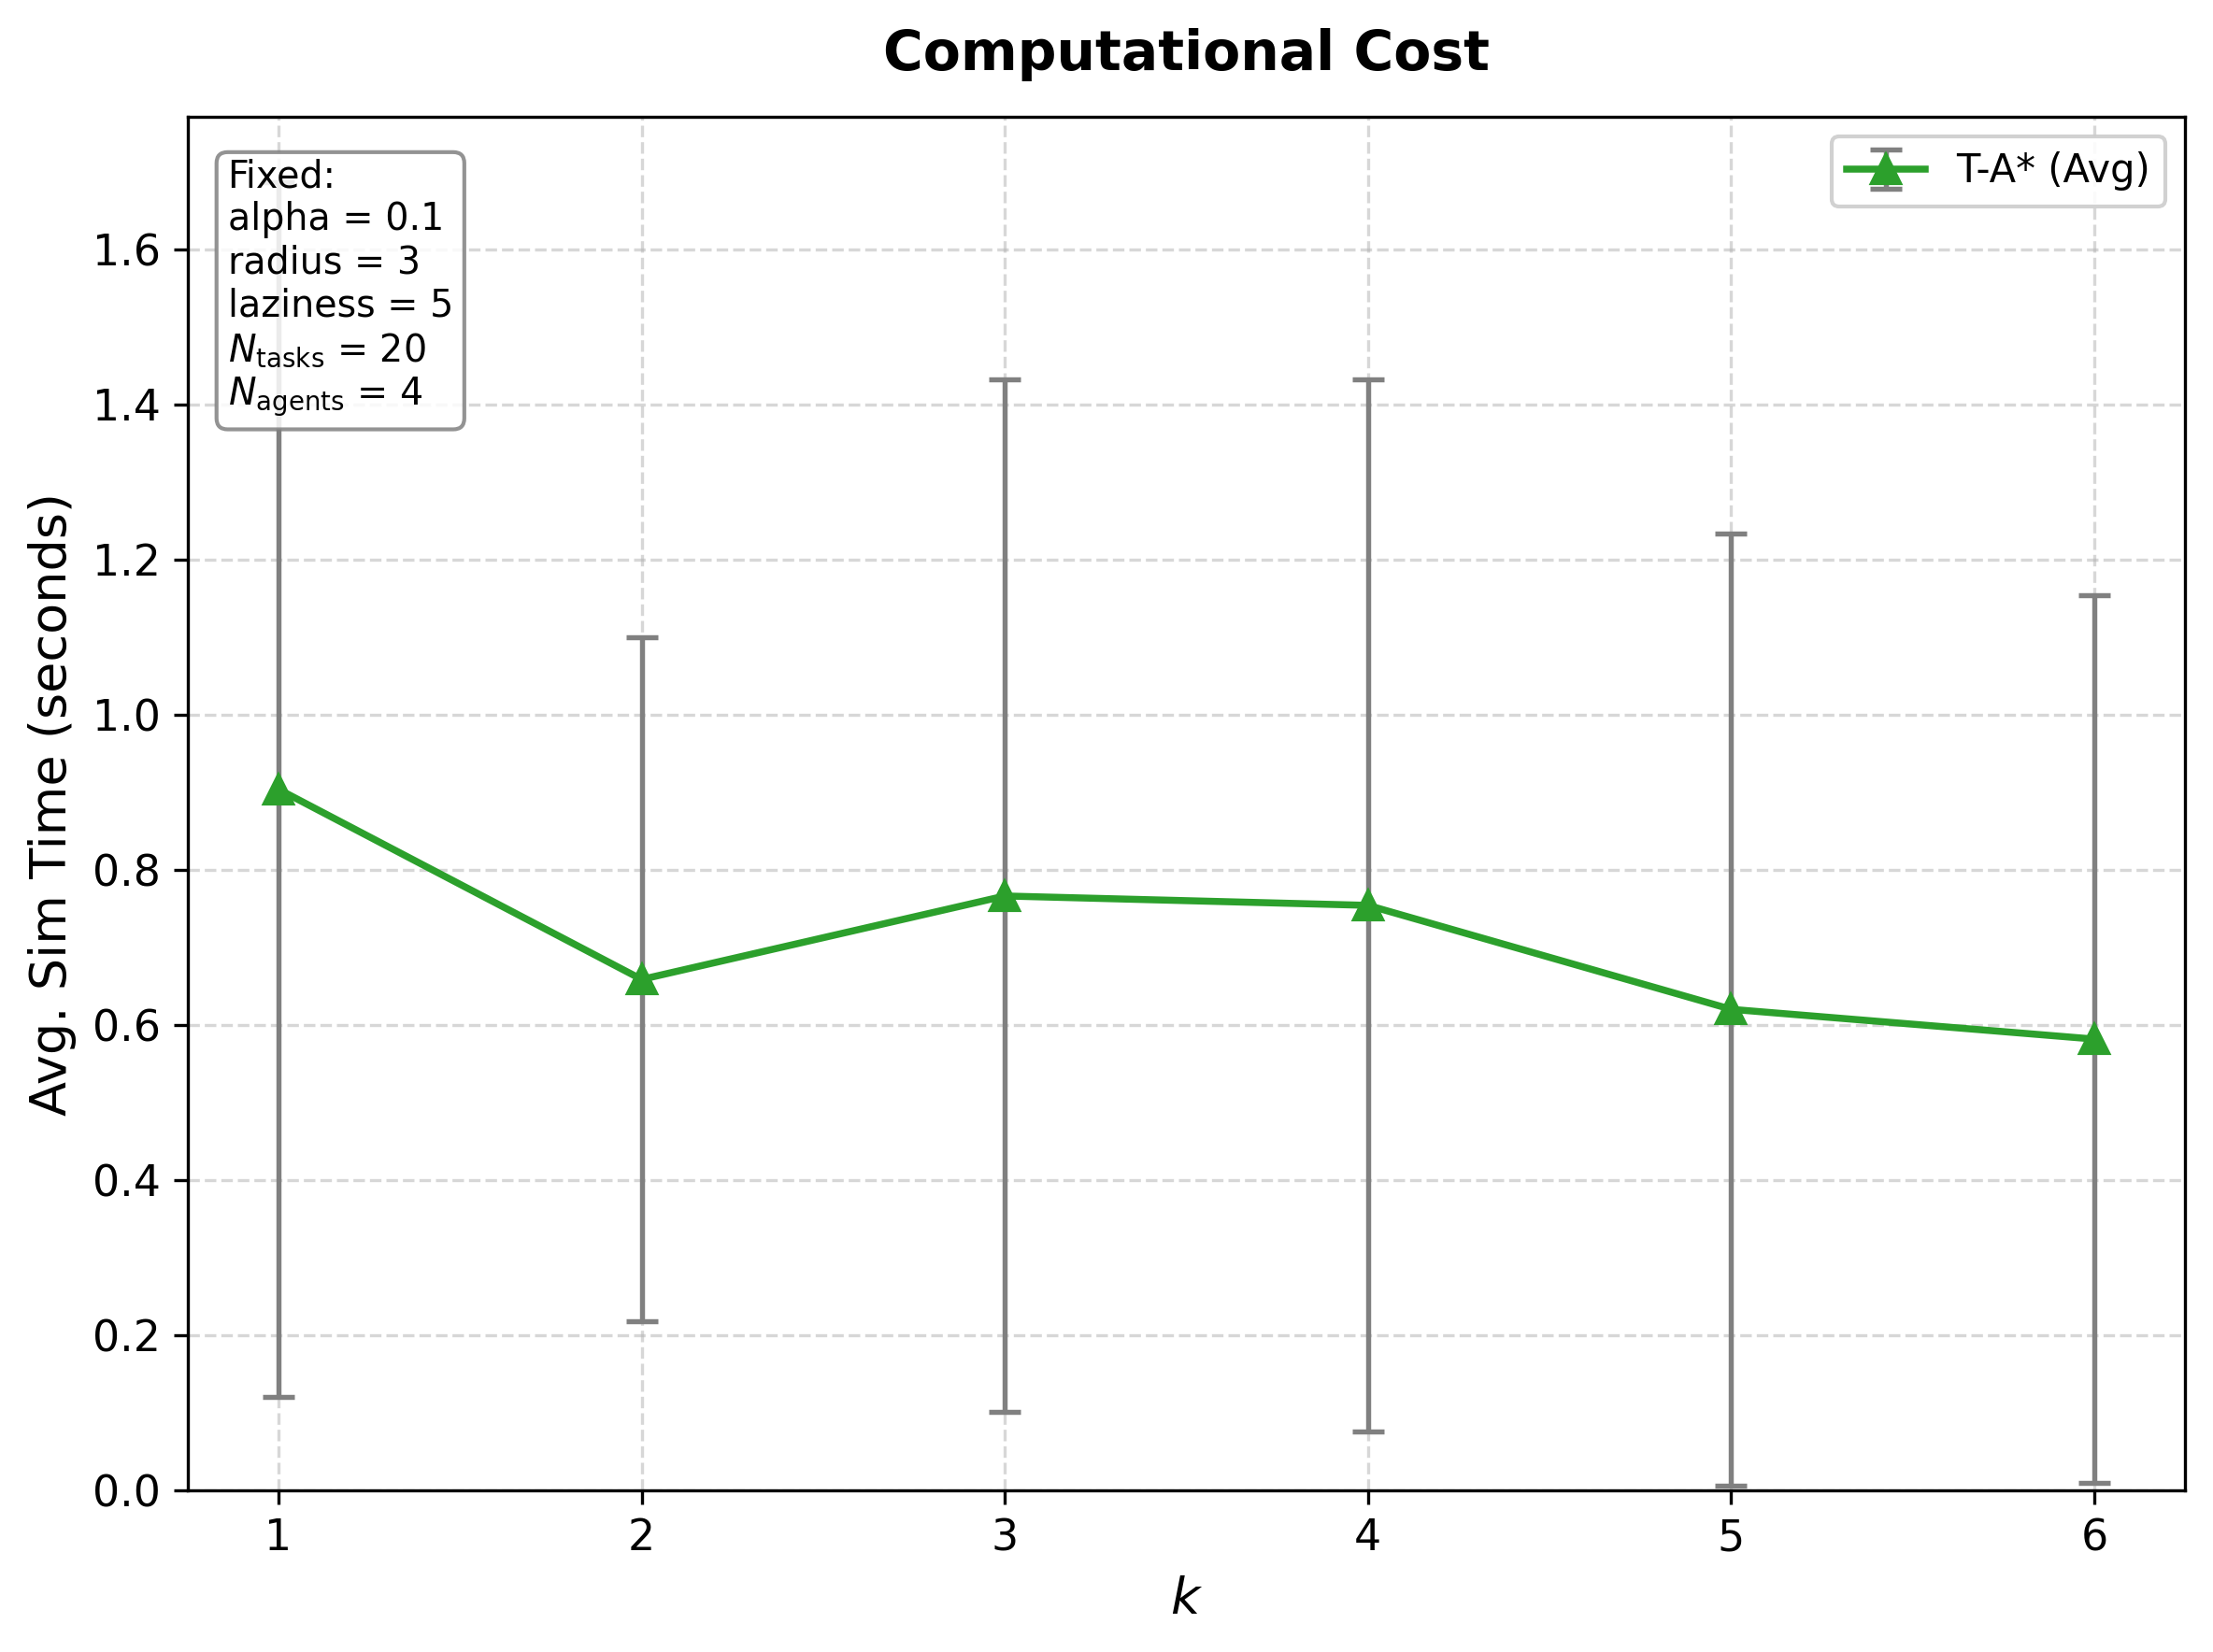 Computational Cost
Fixed:
alpha = 0.1
radius = 3
laziness = 5
N_tasks = 20
N_agents = 4
T-A* (Avg)
Avg. Sim Time (seconds)
1.6
1.4
1.2
1.0
0.8
0.6
0.4
0.2
0.0
1 2 3 4 5 6
k